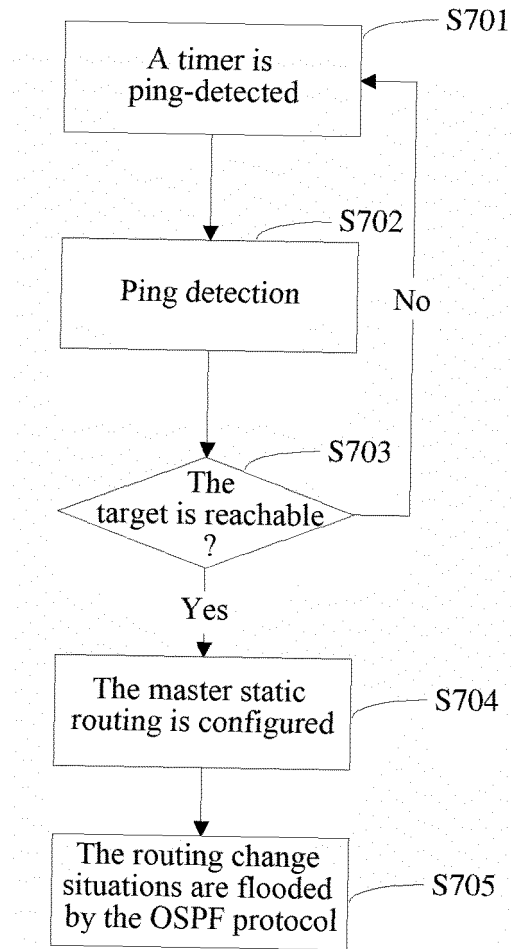 S701
A timer is
ping-detected
S702
Ping detection
No
S703
The
target is reachable
?
Yes
The master static
routing is configured
S704
The routing change
situations are flooded
by the OSPF protocol
S705